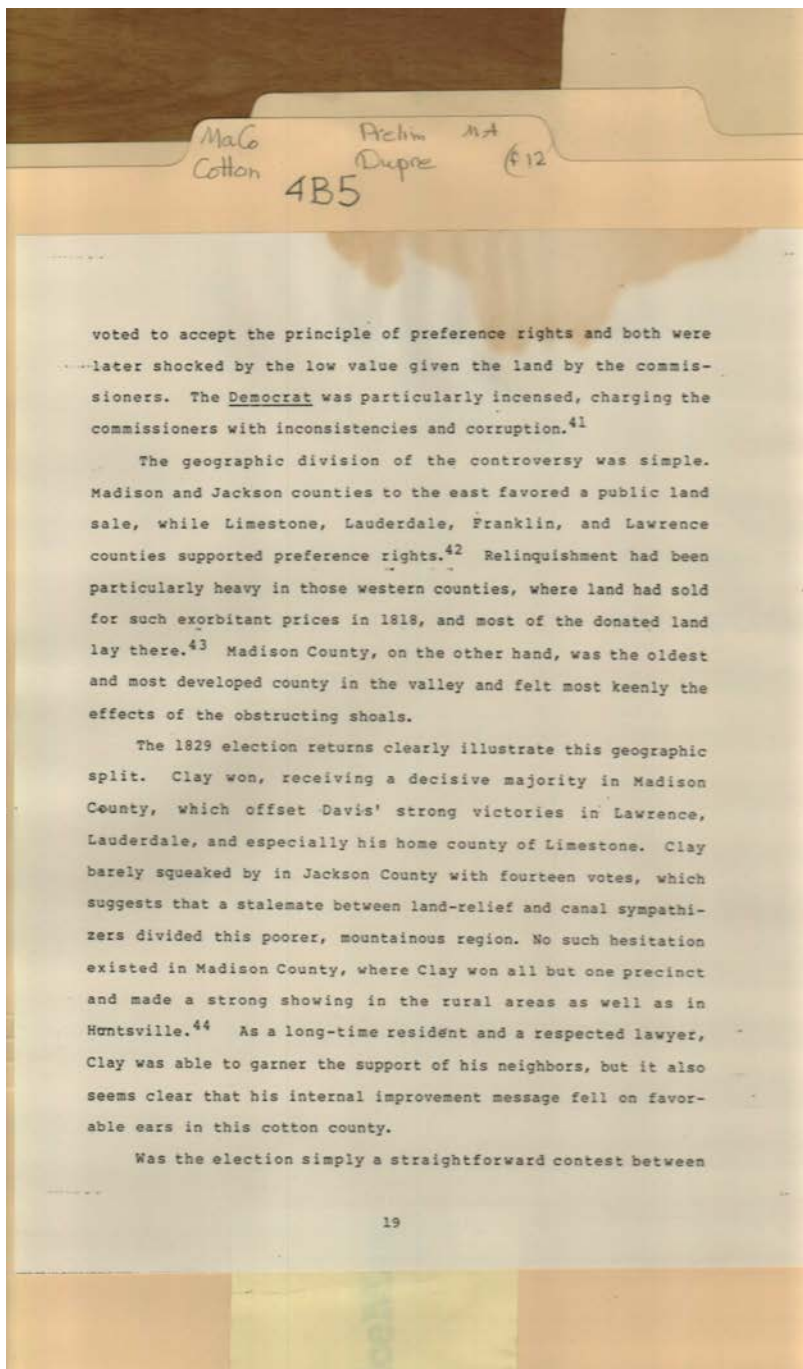 MaCo Prelim MA
Cotton Dupre (f 12
4B5
voted to accept the principle of preference rights and both were
later shocked by the low value given the land by the commis-
sioners. The Democrat was particularly incensed, charging the
commissioners with inconsistencies and corruption.41
The geographic division of the controversy was simple.
Madison and Jackson counties to the east favored a public land
sale, while Limestone, Lauderdale, Franklin, and Lawrence
counties supported preference rights.42 Relinquishment had been
particularly heavy in those western counties, where land had sold
for such exorbitant prices in 1818, and most of the donated land
lay there.43 Madison County, on the other hand, was the oldest
and most developed county in the valley and felt most keenly the
effects of the obstructing shoals.
The 1829 election returns clearly illustrate this geographic
split. Clay won, receiving a decisive majority in Madison
County, which offset Davis' strong victories in Lawrence,
Lauderdale, and especially his home county of Limestone. Clay
barely squeaked by in Jackson County with fourteen votes, which
suggests that a stalemate between land-relief and canal sympathi-
zers divided this poorer, mountainous region. No such hesitation
existed in Madison County, where Clay won all but one precinct
and made a strong showing in the rural areas as well as in
Huntsville.44 As a long-time resident and a respected lawyer,
Clay was able to garner the support of his neighbors, but it also
seems clear that his internal improvement message fell on favor-
able ears in this cotton county.
Was the election simply a straightforward contest between
19